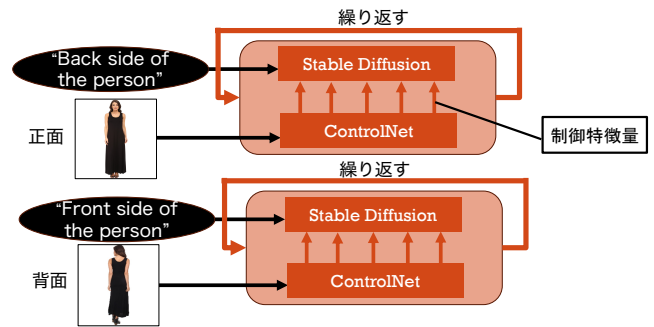 繰り返す
“Back side of
the person”
Stable Diffusion
正面
ControlNet
制御特徴量
繰り返す
“Front side of
the person”
Stable Diffusion
背面
ControlNet